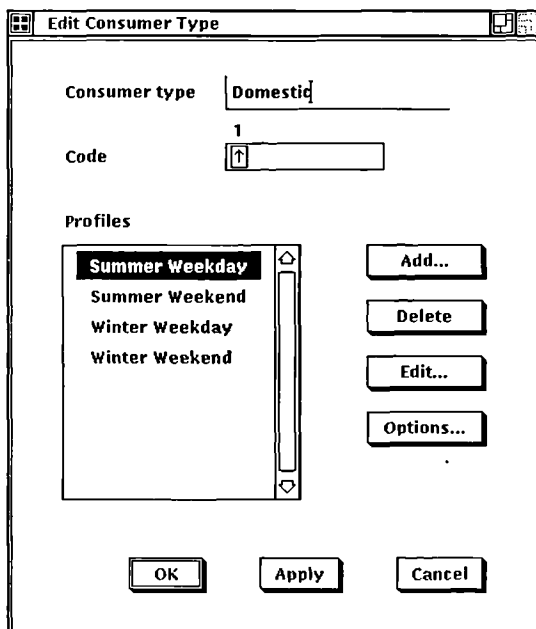 Edit Consumer Type
Consumer type Domestic
1
Code
Profiles
Summer Weekday
Summer Weekend
Winter Weekday
Winter Weekend
Add...
Delete
Edit...
Options...
OK Apply Cancel